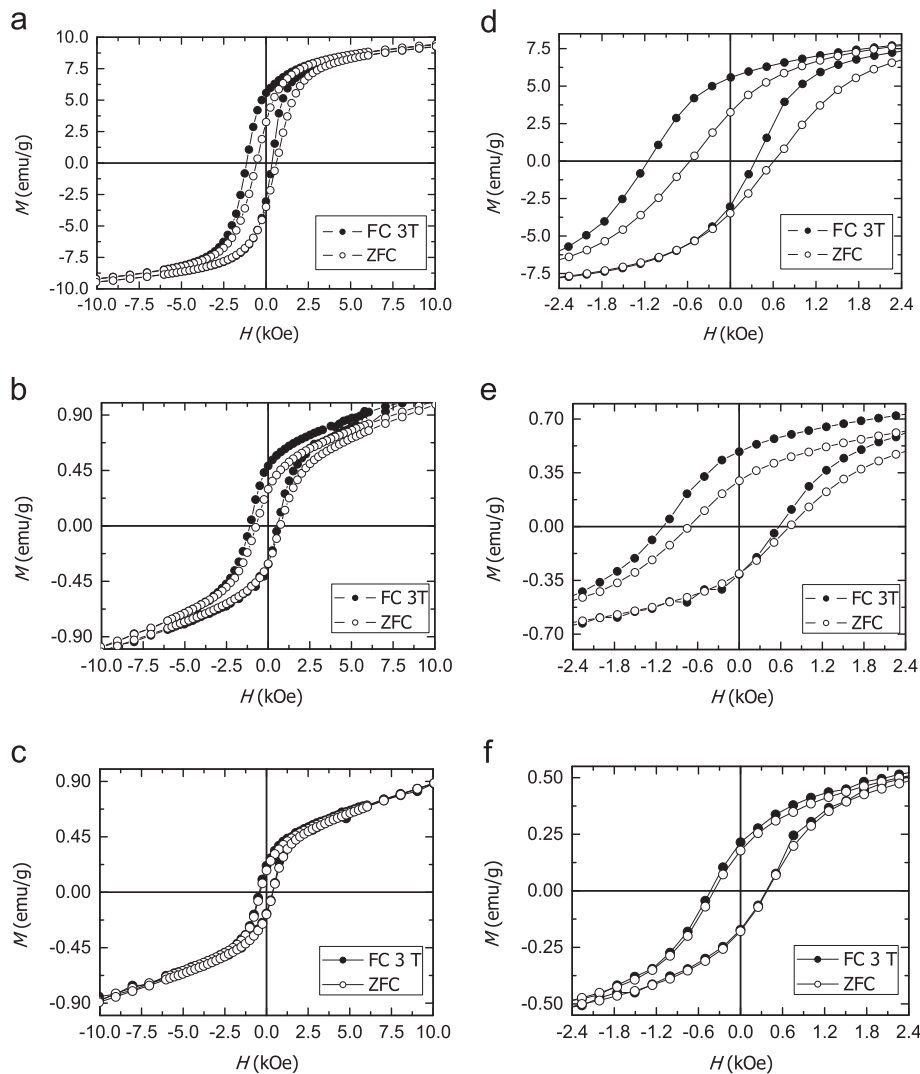 a
10.0
7.5
5.0
2.5
0.0
-2.5
-5.0
-7.5
-10.0
M (emu/g)
FC 3T
ZFC
-10.0 -7.5 -5.0 -2.5 0.0 2.5 5.0 7.5 10.0
H (kOe)
d
7.5
5.0
2.5
0.0
-2.5
-5.0
-7.5
M (emu/g)
FC 3T
ZFC
-2.4 -1.8 -1.2 -0.6 0.0 0.6 1.2 1.8 2.4
H (kOe)
b
0.90
0.45
0.00
-0.45
-0.90
M (emu/g)
FC 3T
ZFC
-10.0 -7.5 -5.0 -2.5 0.0 2.5 5.0 7.5 10.0
H (kOe)
e
0.70
0.35
0.00
-0.35
-0.70
M (emu/g)
FC 3T
ZFC
-2.4 -1.8 -1.2 -0.6 0.0 0.6 1.2 1.8 2.4
H (kOe)
c
0.90
0.45
0.00
-0.45
-0.90
M (emu/g)
FC 3 T
ZFC
-10.0 -7.5 -5.0 -2.5 0.0 2.5 5.0 7.5 10.0
H (kOe)
f
0.50
0.25
0.00
-0.25
-0.50
M (emu/g)
FC 3 T
ZFC
-2.4 -1.8 -1.2 -0.6 0.0 0.6 1.2 1.8 2.4
H (kOe)